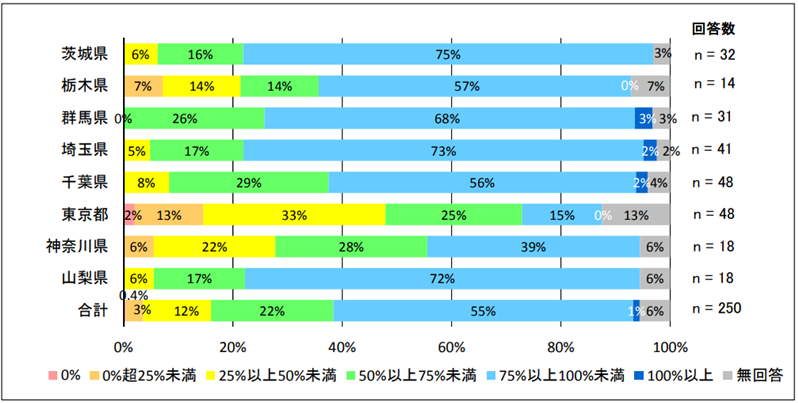 回答数
茨城県 6% 16% 75% 3% n = 32
栃木県 7% 14% 14% 57% 0% 7% n = 14
群馬県 0% 26% 68% 3% 3% n = 31
埼玉県 5% 17% 73% 2% 2% n = 41
千葉県 8% 29% 56% 2% 4% n = 48
東京都 2% 13% 33% 25% 15% 0% 13% n = 48
神奈川県 6% 22% 28% 39% 6% n = 18
山梨県 6% 17% 72% 6% n = 18
0.4%
合計 3% 12% 22% 55% 1% 6% n = 250
0% 20% 40% 60% 80% 100%
0% 0%超25%未満 25%以上50%未満 50%以上75%未満 75%以上100%未満 100%以上 無回答